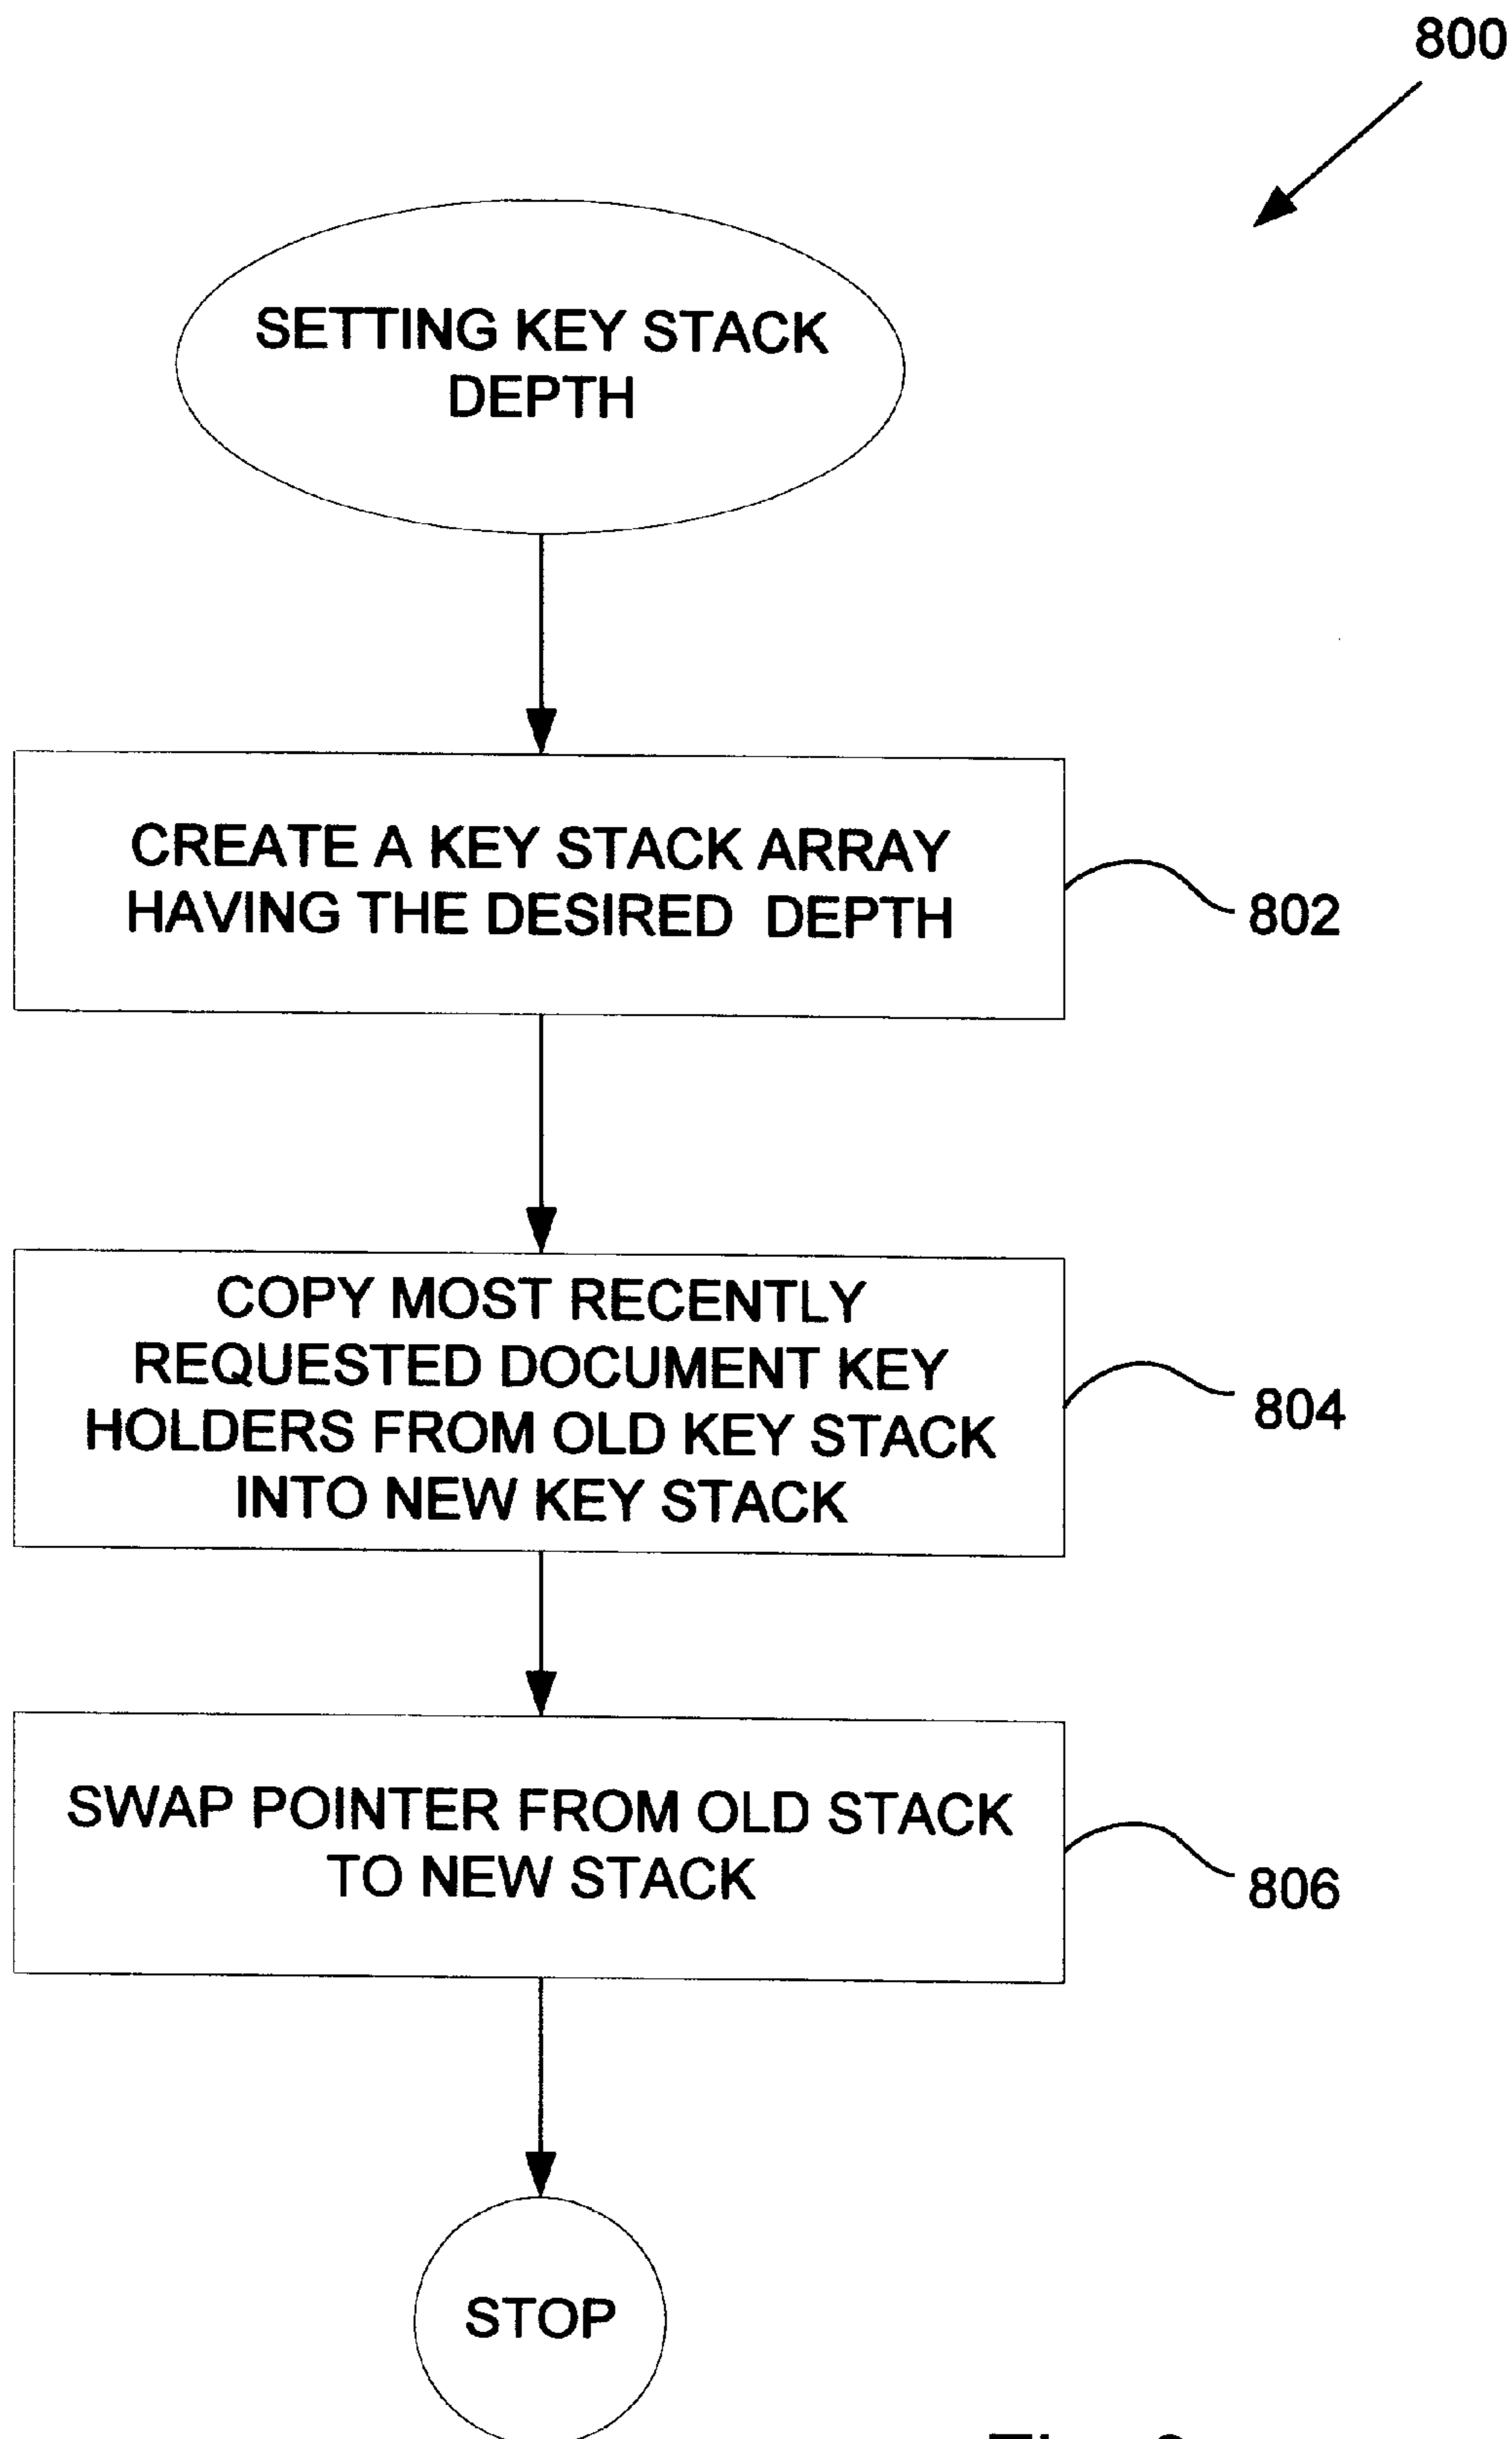 800
SETTING KEY STACK
DEPTH
CREATE A KEY STACK ARRAY
HAVING THE DESIRED DEPTH
802
COPY MOST RECENTLY
REQUESTED DOCUMENT KEY
HOLDERS FROM OLD KEY STACK
INTO NEW KEY STACK
804
SWAP POINTER FROM OLD STACK
TO NEW STACK
806
STOP